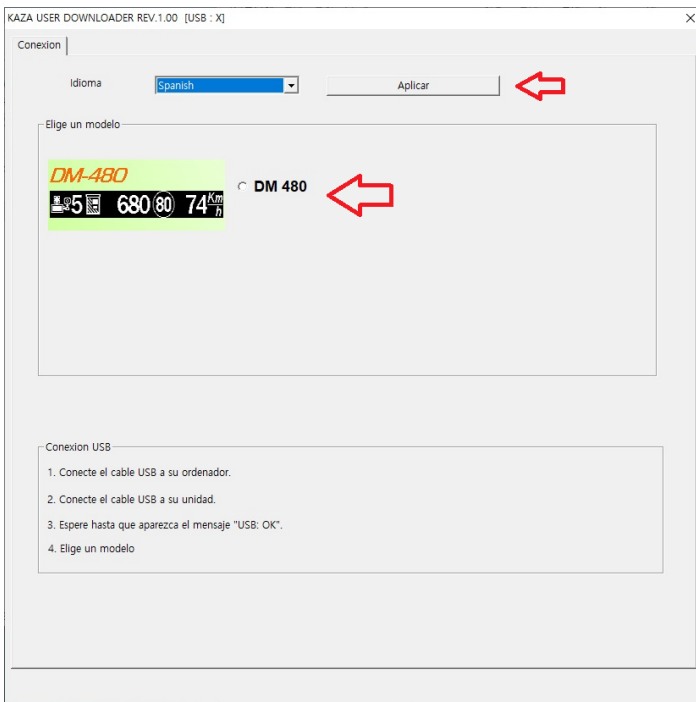 KAZA USER DOWNLOADER REV.1.00 [USB : X]
Conexion
Idioma Spanish Aplicar
Elige un modelo
DM-480
5 680 80 74 Km/h
DM 480
Conexion USB
1. Conecte el cable USB a su ordenador.
2. Conecte el cable USB a su unidad.
3. Espere hasta que aparezca el mensaje "USB: OK".
4. Elige un modelo